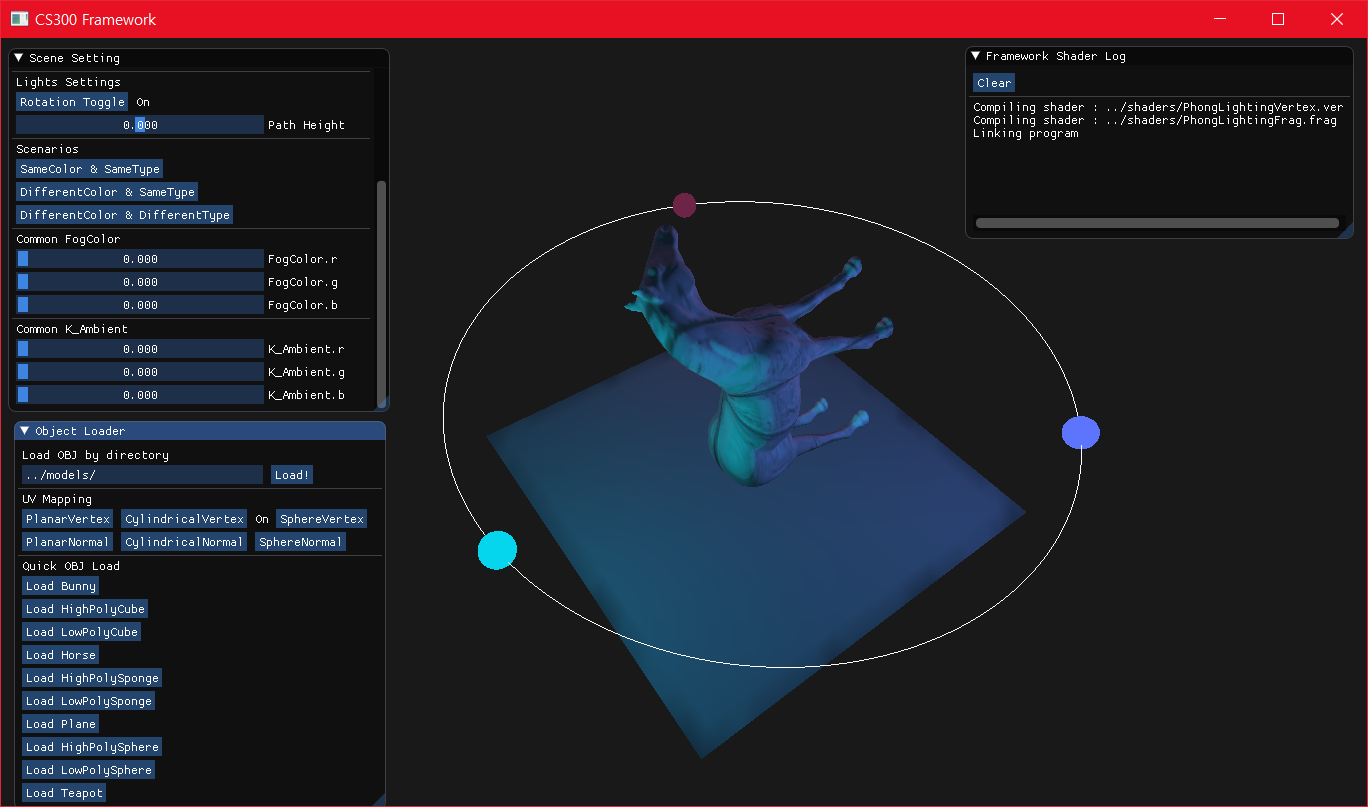 CS300 Framework
Scene Setting
Lights Settings
Rotation Toggle On
0.000 Path Height
Scenarios
SameColor & SameType
DifferentColor & SameType
DifferentColor & DifferentType
Common FogColor
0.000 FogColor.r
0.000 FogColor.g
0.000 FogColor.b
Common K_Ambient
0.000 K_Ambient.r
0.000 K_Ambient.g
0.000 K_Ambient.b
Object Loader
Load OBJ by directory
../models/ Load!
UV Mapping
PlanarVertex CylindricalVertex On SphereVertex
PlanarNormal CylindricalNormal SphereNormal
Quick OBJ Load
Load Bunny
Load HighPolyCube
Load LowPolyCube
Load Horse
Load HighPolySponge
Load LowPolySponge
Load Plane
Load HighPolySphere
Load LowPolySphere
Load Teapot
Framework Shader Log
Clear
Compiling shader : ../shaders/PhongLightingVertex.ver
Compiling shader : ../shaders/PhongLightingFrag.frag
Linking program